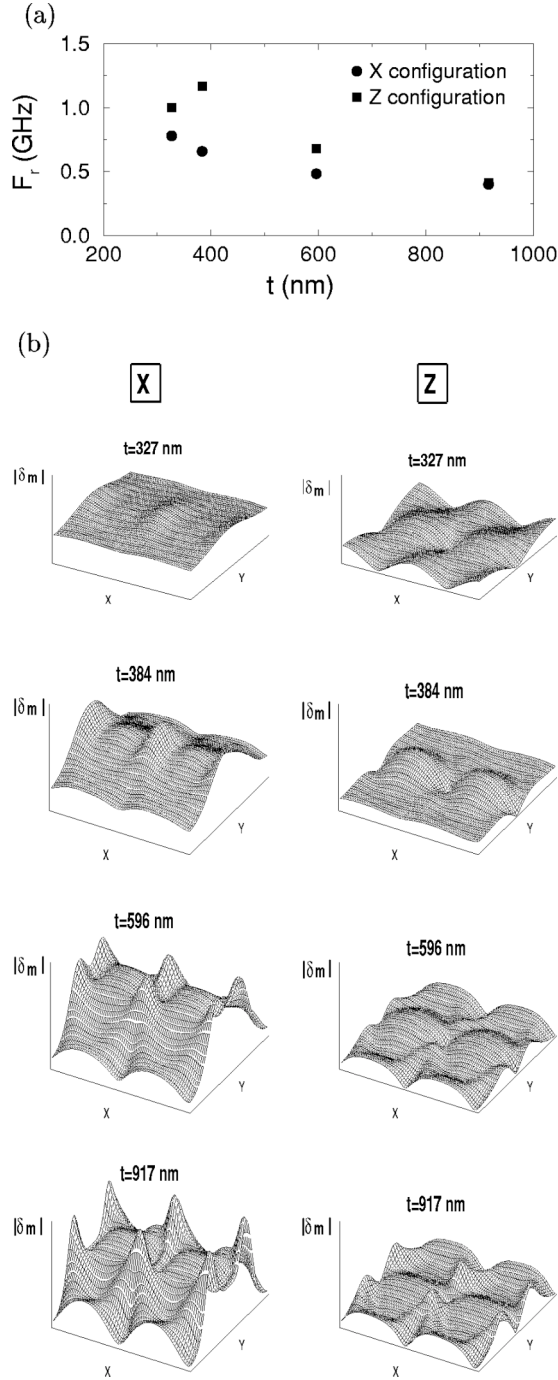 (a)
1.5
1.0
0.5
0.0
F_r (GHz)
X configuration
Z configuration
200 400 600 800 1000
t (nm)
(b)
X Z
t=327 nm t=327 nm
|δm| |δm|
X Y X Y
t=384 nm t=384 nm
|δm| |δm|
X Y X Y
t=596 nm t=596 nm
|δm| |δm|
X Y X Y
t=917 nm t=917 nm
|δm| |δm|
X Y X Y